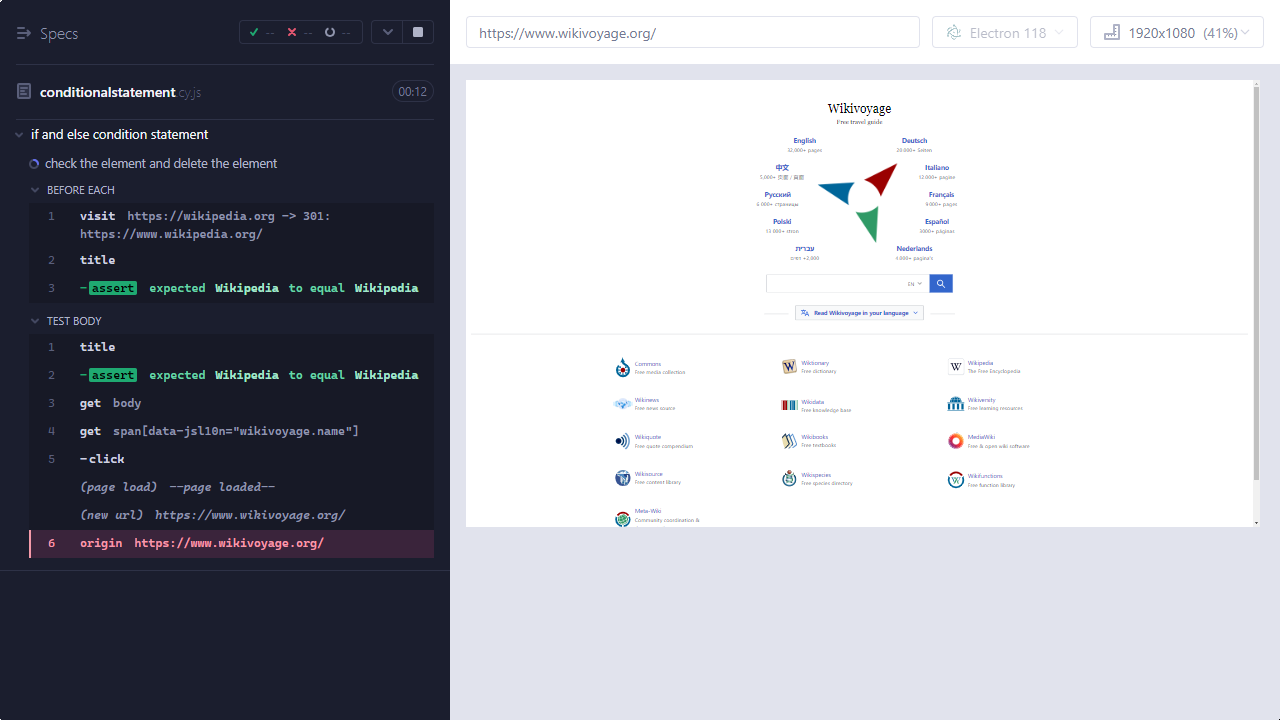 Specs
-- -- --
conditionalstatement.cy.js 00:12
if and else condition statement
check the element and delete the element
BEFORE EACH
1 visit https://wikipedia.org -> 301:
https://www.wikipedia.org/
2 title
3 -assert expected Wikipedia to equal Wikipedia
TEST BODY
1 title
2 -assert expected Wikipedia to equal Wikipedia
3 get body
4 get span[data-jsl10n="wikivoyage.name"]
5 -click
(page load) --page loaded--
(new url) https://www.wikivoyage.org/
6 origin https://www.wikivoyage.org/
https://www.wikivoyage.org/
Electron 118
1920x1080 (41%)
Wikivoyage
Free travel guide
English
32,000+ pages
Deutsch
20.000+ Seiten
中文
Italiano
12.000+ pagine
Русский
6 000+ страницы
Français
9 000+ pages
Polski
13 000+ stron
Español
3000+ páginas
עברית
Nederlands
4.000+ pagina's
EN
Read Wikivoyage in your language
Commons
Free media collection
Wiktionary
Free dictionary
Wikipedia
The Free Encyclopedia
Wikinews
Free news source
Wikidata
Free knowledge base
Wikiversity
Free learning resources
Wikiquote
Free quote compendium
Wikibooks
Free textbooks
MediaWiki
Free & open wiki software
Wikisource
Free content library
Wikispecies
Free species directory
Wikifunctions
Free function library
Meta-Wiki
Community coordination &